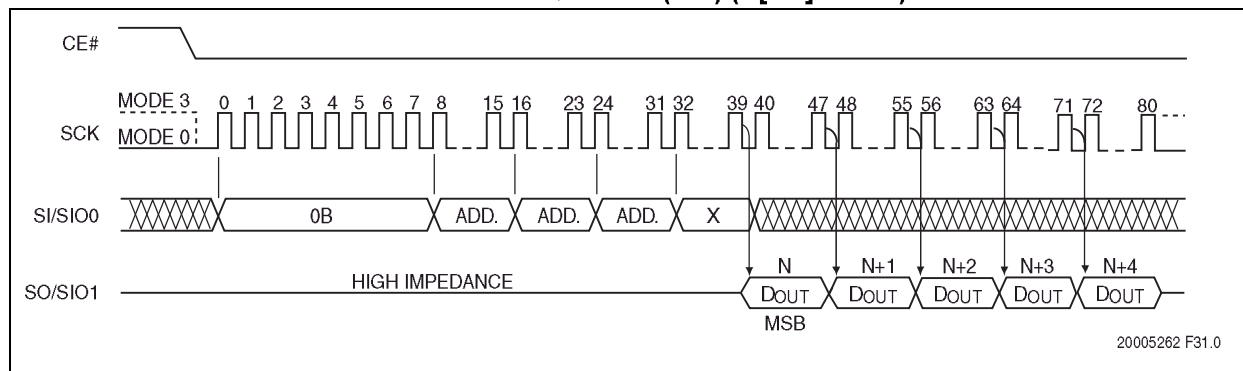 CE#
MODE 3
0 1 2 3 4 5 6 7 8 15 16 23 24 31 32 39 40 47 48 55 56 63 64 71 72 80
SCK
MODE 0
SI/SIO0
0B
ADD.
ADD.
ADD.
X
N
N+1
N+2
N+3
N+4
SO/SIO1
HIGH IMPEDANCE
DOUT
DOUT
DOUT
DOUT
DOUT
MSB
20005262 F31.0